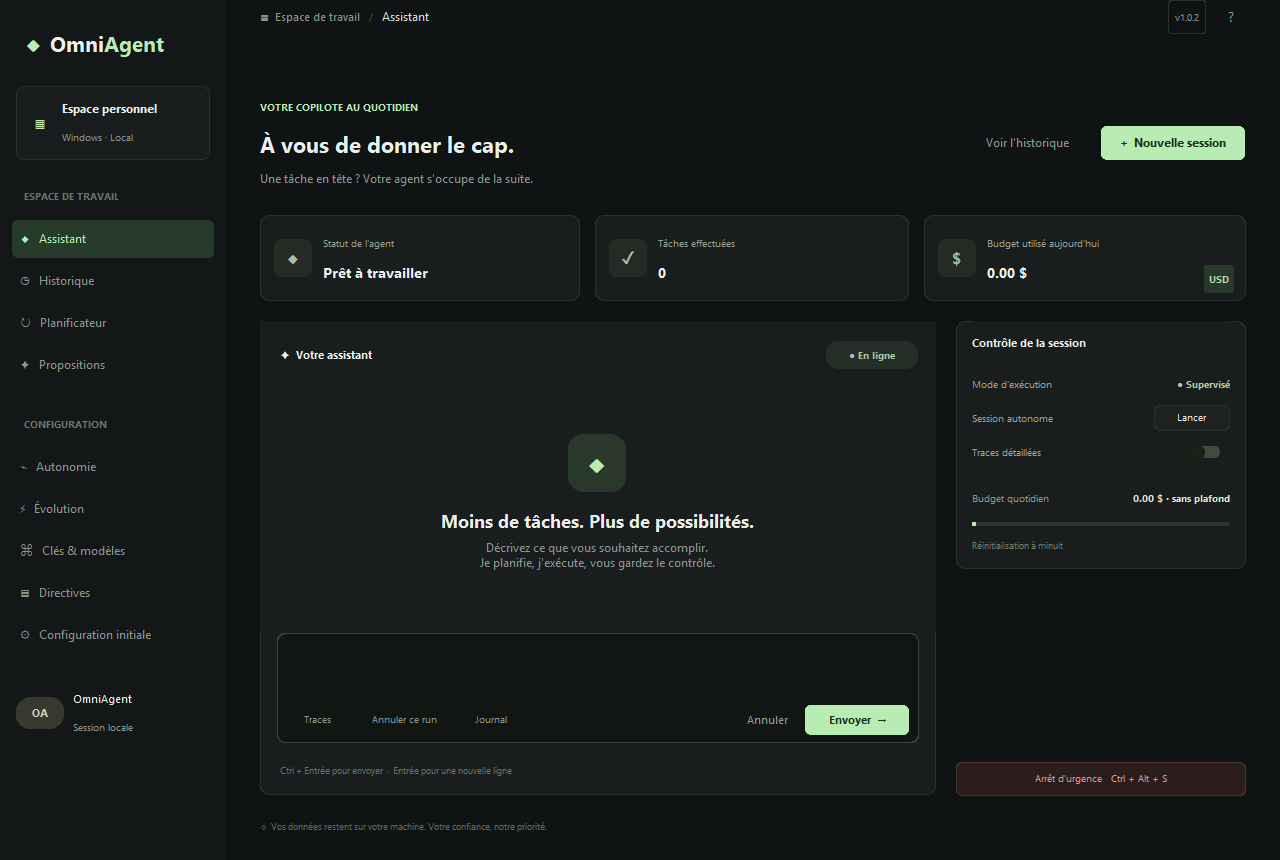 OmniAgent
Espace personnel
Windows · Local
ESPACE DE TRAVAIL
Assistant
Historique
Planificateur
Propositions
CONFIGURATION
Autonomie
Évolution
Clés & modèles
Directives
Configuration initiale
OA
OmniAgent
Session locale
Espace de travail / Assistant
v1.0.2
?
VOTRE COPILOTE AU QUOTIDIEN
À vous de donner le cap.
Une tâche en tête ? Votre agent s'occupe de la suite.
Voir l'historique
+ Nouvelle session
Statut de l'agent
Prêt à travailler
Tâches effectuées
0
$
Budget utilisé aujourd'hui
0.00 $
USD
Votre assistant
● En ligne
Moins de tâches. Plus de possibilités.
Décrivez ce que vous souhaitez accomplir.
Je planifie, j'exécute, vous gardez le contrôle.
Traces
Annuler ce run
Journal
Annuler
Envoyer →
Ctrl + Entrée pour envoyer · Entrée pour une nouvelle ligne
Contrôle de la session
Mode d'exécution
● Supervisé
Session autonome
Lancer
Traces détaillées
Budget quotidien
0.00 $ · sans plafond
Réinitialisation à minuit
Arrêt d'urgence Ctrl + Alt + S
Vos données restent sur votre machine. Votre confiance, notre priorité.